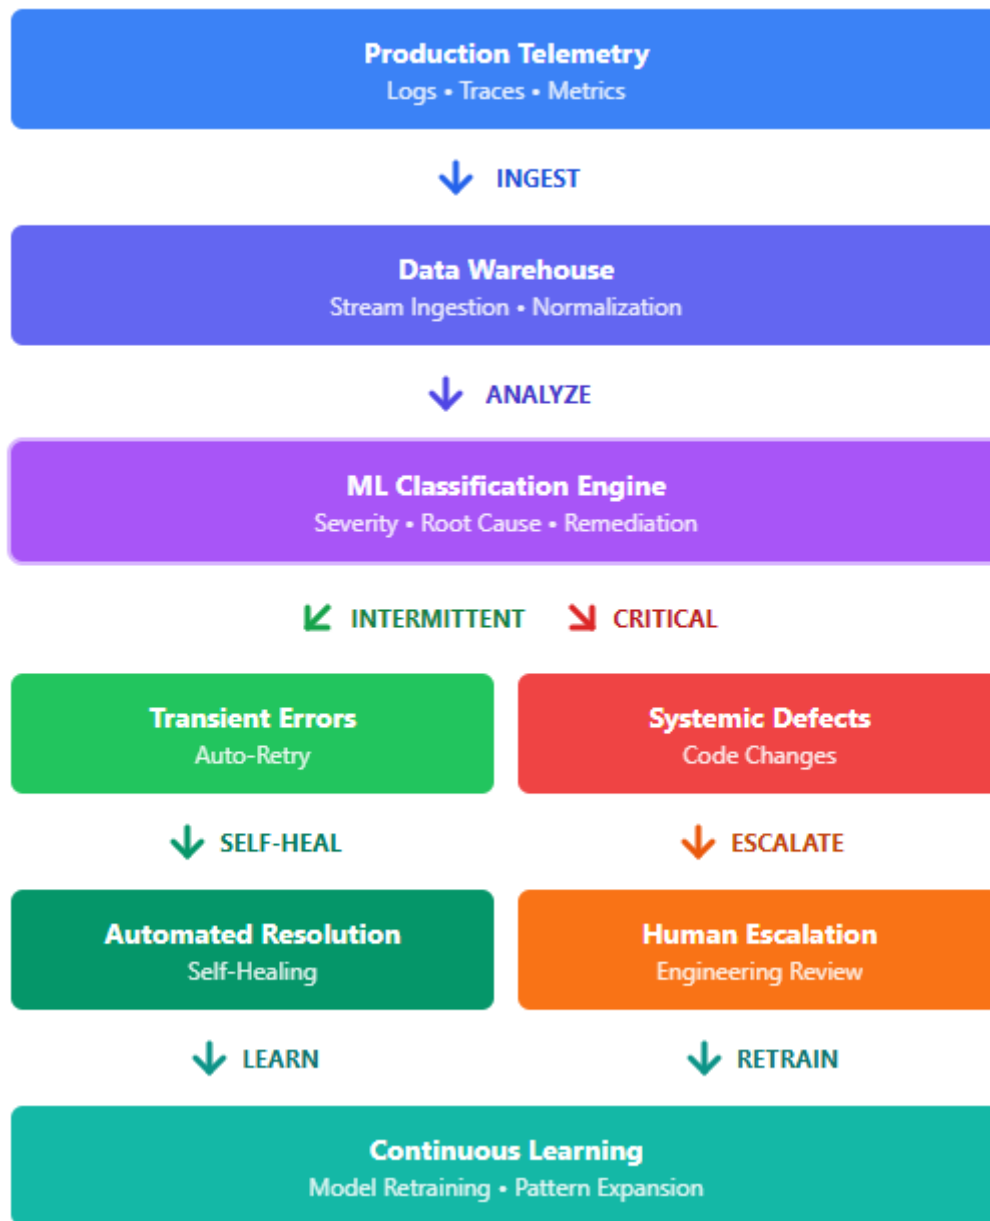 Production Telemetry
Logs • Traces • Metrics
INGEST
Data Warehouse
Stream Ingestion • Normalization
ANALYZE
ML Classification Engine
Severity • Root Cause • Remediation
INTERMITTENT CRITICAL
Transient Errors
Auto-Retry
Systemic Defects
Code Changes
SELF-HEAL
ESCALATE
Automated Resolution
Self-Healing
Human Escalation
Engineering Review
LEARN
RETRAIN
Continuous Learning
Model Retraining • Pattern Expansion